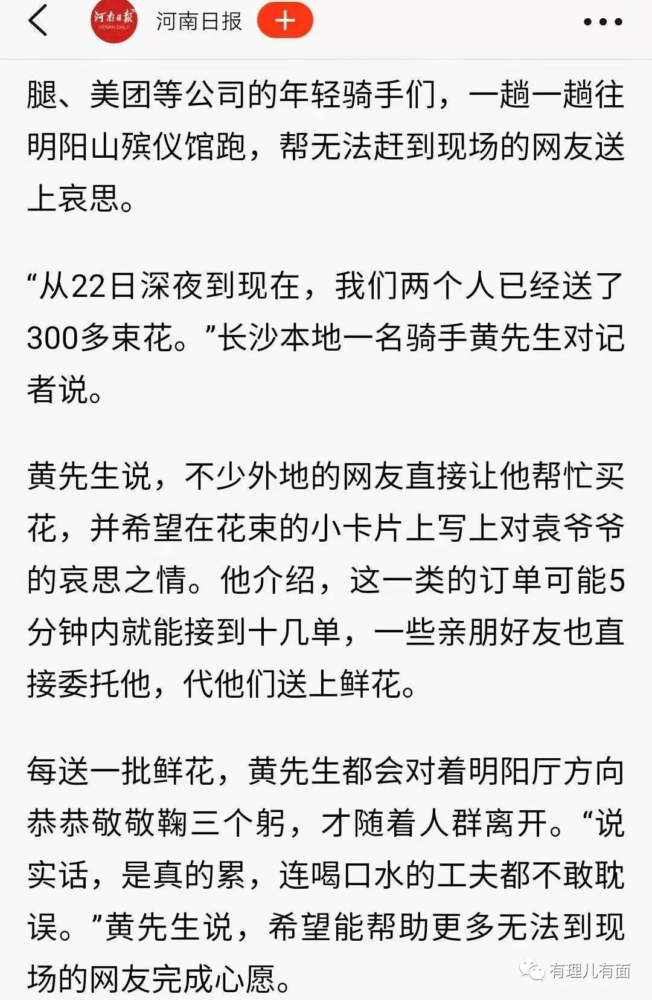 河南日报
HENAN DAILY
河南日报
腿、美团等公司的年轻骑手们，一趟一趟往
明阳山殡仪馆跑，帮无法赶到现场的网友送
上哀思。
“从22日深夜到现在，我们两个人已经送了
300多束花。”长沙本地一名骑手黄先生对记
者说。
黄先生说，不少外地的网友直接让他帮忙买
花，并希望在花束的小卡片上写上对袁爷爷
的哀思之情。他介绍，这一类的订单可能5
分钟内就能接到十几单，一些亲朋好友也直
接委托他，代他们送上鲜花。
每送一批鲜花，黄先生都会对着明阳厅方向
恭恭敬敬鞠三个躬，才随着人群离开。“说
实话，是真的累，连喝口水的工夫都不敢耽
误。”黄先生说，希望能帮助更多无法到现
场的网友完成心愿。
有理儿有面